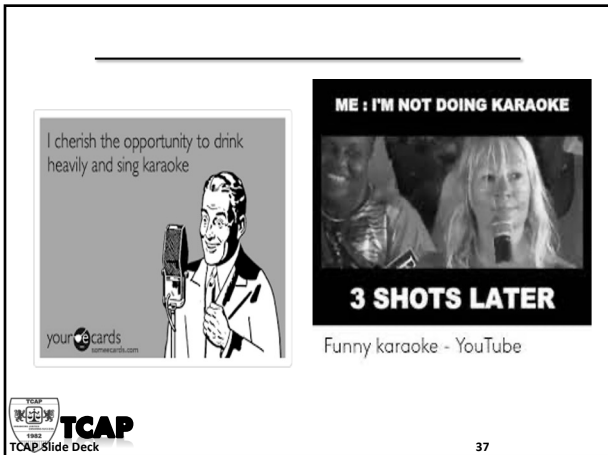 I cherish the opportunity to drink
heavily and sing karaoke
your e cards
someecards.com
ME : I'M NOT DOING KARAOKE
3 SHOTS LATER
Funny karaoke - YouTube
TCAP
1982
TCAP
TCAP Slide Deck
37